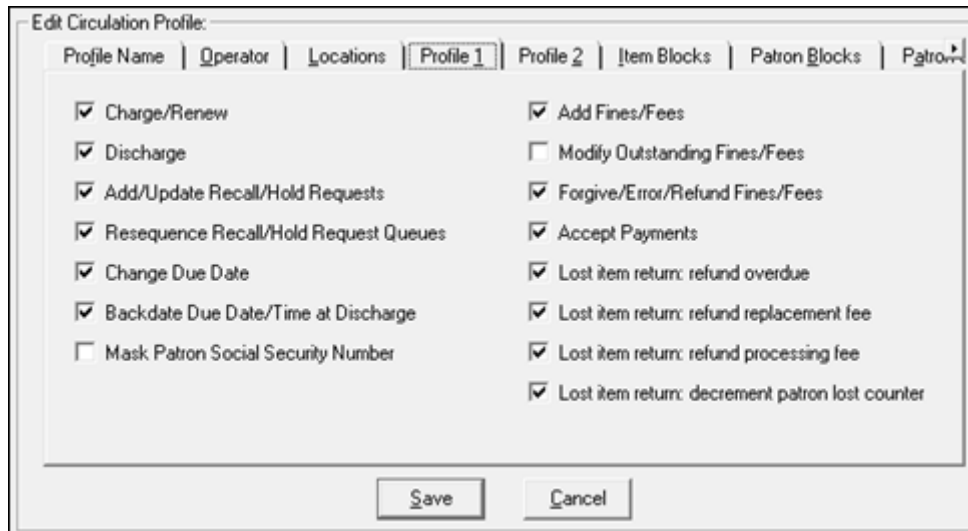 Edit Circulation Profile:
Profile Name Operator Locations Profile 1 Profile 2 Item Blocks Patron Blocks
Charge/Renew
Discharge
Add/Update Recall/Hold Requests
Resequence Recall/Hold Request Queues
Change Due Date
Backdate Due Date/Time at Discharge
Mask Patron Social Security Number
Add Fines/Fees
Modify Outstanding Fines/Fees
Forgive/Error/Refund Fines/Fees
Accept Payments
Lost item return: refund overdue
Lost item return: refund replacement fee
Lost item return: refund processing fee
Lost item return: decrement patron lost counter
Save Cancel